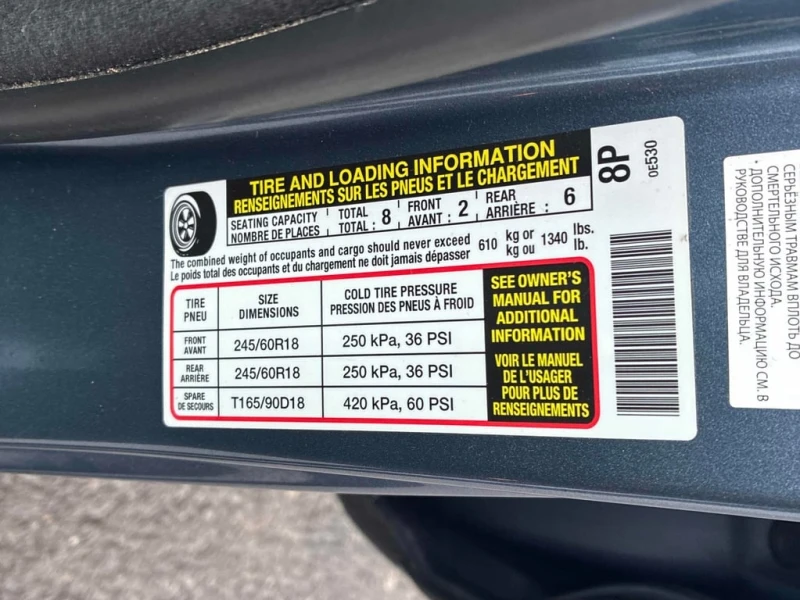 TIRE AND LOADING INFORMATION
RENSEIGNEMENTS SUR LES PNEUS ET LE CHARGEMENT
SEATING CAPACITY TOTAL FRONT REAR
NOMBRE DE PLACES TOTAL : 8 AVANT : 2 ARRIÈRE : 6
The combined weight of occupants and cargo should never exceed 610 kg or 1340 lbs.
Le poids total des occupants et du chargement ne doit jamais dépasser kg ou lb.
TIRE SIZE COLD TIRE PRESSURE
PNEU DIMENSIONS PRESSION DES PNEUS À FROID
FRONT
AVANT 245/60R18 250 kPa, 36 PSI
REAR
ARRIÈRE 245/60R18 250 kPa, 36 PSI
SPARE
DE SECOURS T165/90D18 420 kPa, 60 PSI
SEE OWNER'S
MANUAL FOR
ADDITIONAL
INFORMATION
VOIR LE MANUEL
DE L'USAGER
POUR PLUS DE
RENSEIGNEMENTS
8P
0E530
СЕРЬЁЗНЫМ ТРАВМАМ ВПЛОТЬ ДО
СМЕРТЕЛЬНОГО ИСХОДА.
• ДОПОЛНИТЕЛЬНУЮ ИНФОРМАЦИЮ СМ. В
РУКОВОДСТВЕ ДЛЯ ВЛАДЕЛЬЦА.